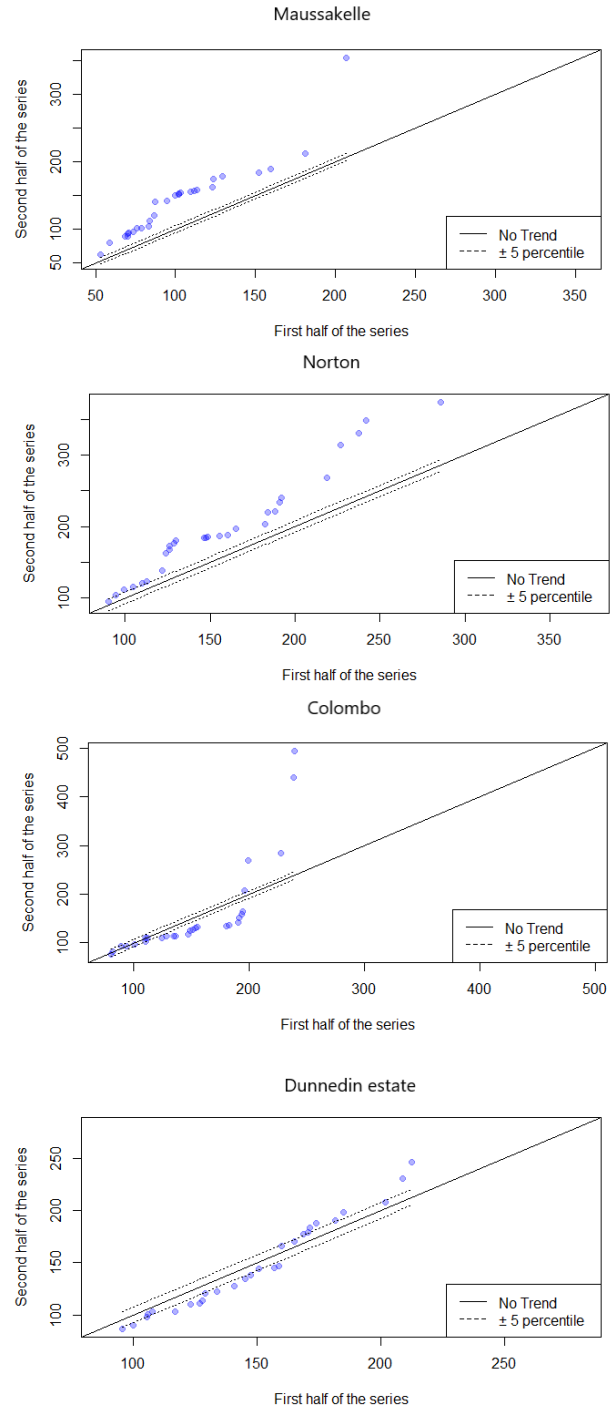 Maussakelle
Second half of the series
300
200
100
50
No Trend
± 5 percentile
50 100 150 200 250 300 350
First half of the series
Norton
Second half of the series
300
200
100
No Trend
± 5 percentile
100 150 200 250 300 350
First half of the series
Colombo
Second half of the series
500
400
300
200
100
No Trend
± 5 percentile
100 200 300 400 500
First half of the series
Dunnedin estate
Second half of the series
250
200
150
100
No Trend
± 5 percentile
100 150 200 250
First half of the series